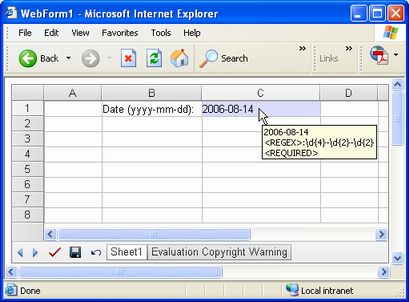 WebForm1 - Microsoft Internet Explorer
File Edit View Favorites Tools Help
Back Search » Links »
A B C D
1 Date (yyyy-mm-dd): 2006-08-14
2
2006-08-14
3 <REGEX>:\d{4}-\d{2}-\d{2}
<REQUIRED>
4
5
6
7
8
Sheet1 Evaluation Copyright Warning
Done Local intranet